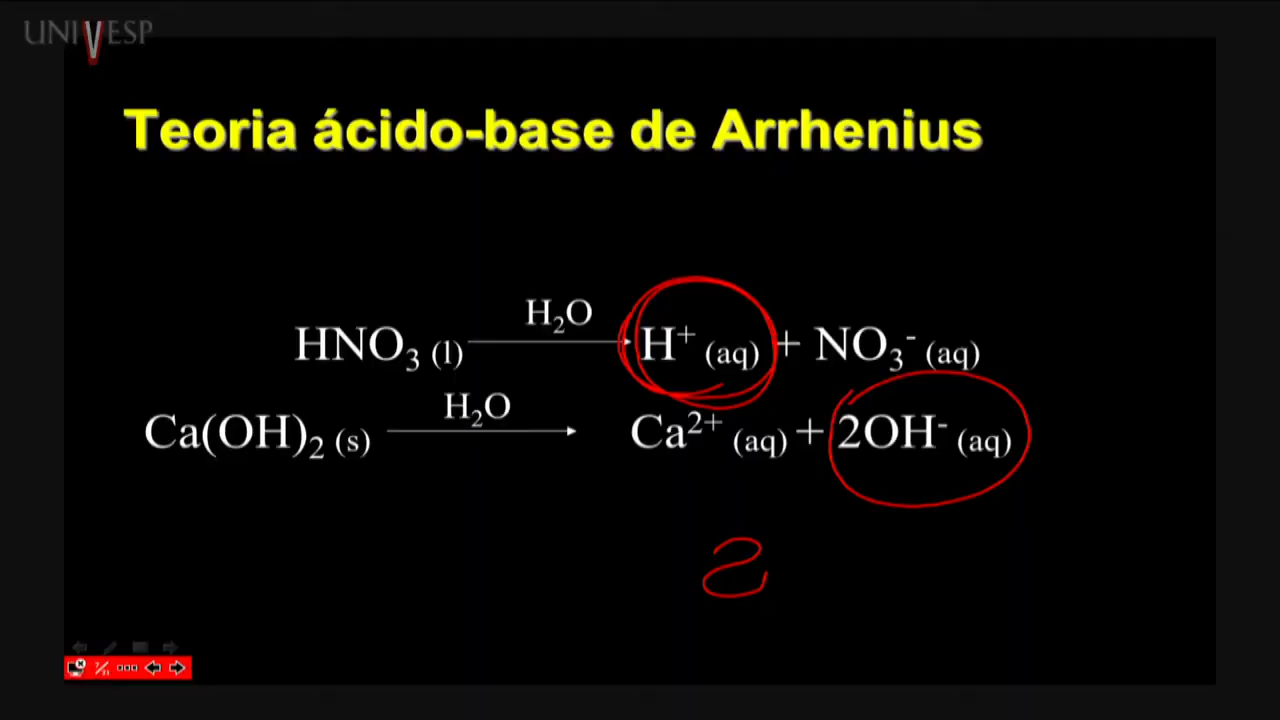 UNIVESP
Teoria ácido-base de Arrhenius
HNO₃ (l) H₂O → H⁺ (aq) + NO₃⁻ (aq)
Ca(OH)₂ (s) H₂O → Ca²⁺ (aq) + 2OH⁻ (aq)